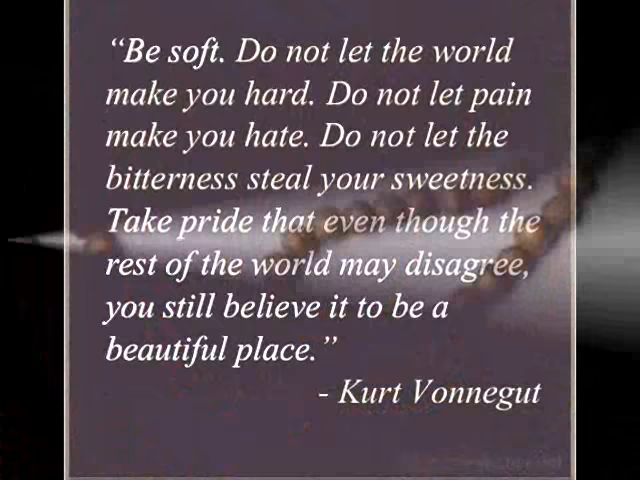 “Be soft. Do not let the world
make you hard. Do not let pain
make you hate. Do not let the
bitterness steal your sweetness.
Take pride that even though the
rest of the world may disagree,
you still believe it to be a
beautiful place.”
- Kurt Vonnegut